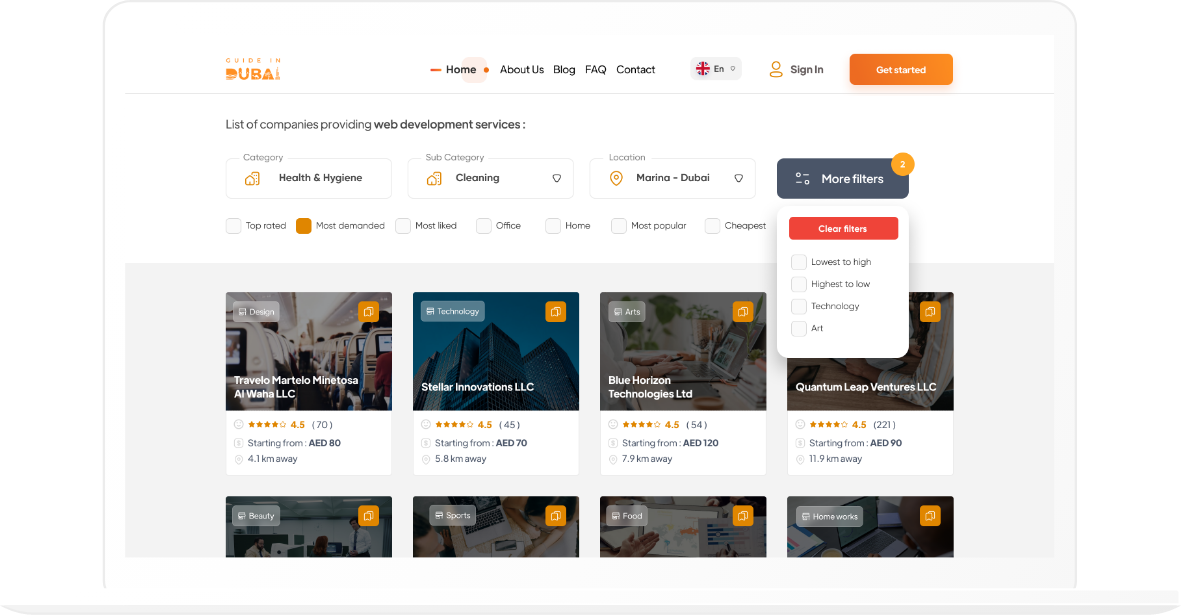 GUIDE IN
DUBAI
Home
About Us
Blog
FAQ
Contact
En
Sign In
Get started
List of companies providing web development services :
Category
Health & Hygiene
Sub Category
Cleaning
Location
Marina - Dubai
More filters
2
Top rated
Most demanded
Most liked
Office
Home
Most popular
Cheapest
Clear filters
Lowest to high
Highest to low
Technology
Art
Design
Travelo Martelo Minetosa
Al Waha LLC
4.5 (70)
Starting from : AED 80
4.1 km away
Technology
Stellar Innovations LLC
4.5 (45)
Starting from : AED 70
5.8 km away
Arts
Blue Horizon
Technologies Ltd
4.5 (54)
Starting from : AED 120
7.9 km away
Quantum Leap Ventures LLC
4.5 (221)
Starting from : AED 90
11.9 km away
Beauty
Sports
Food
Home works